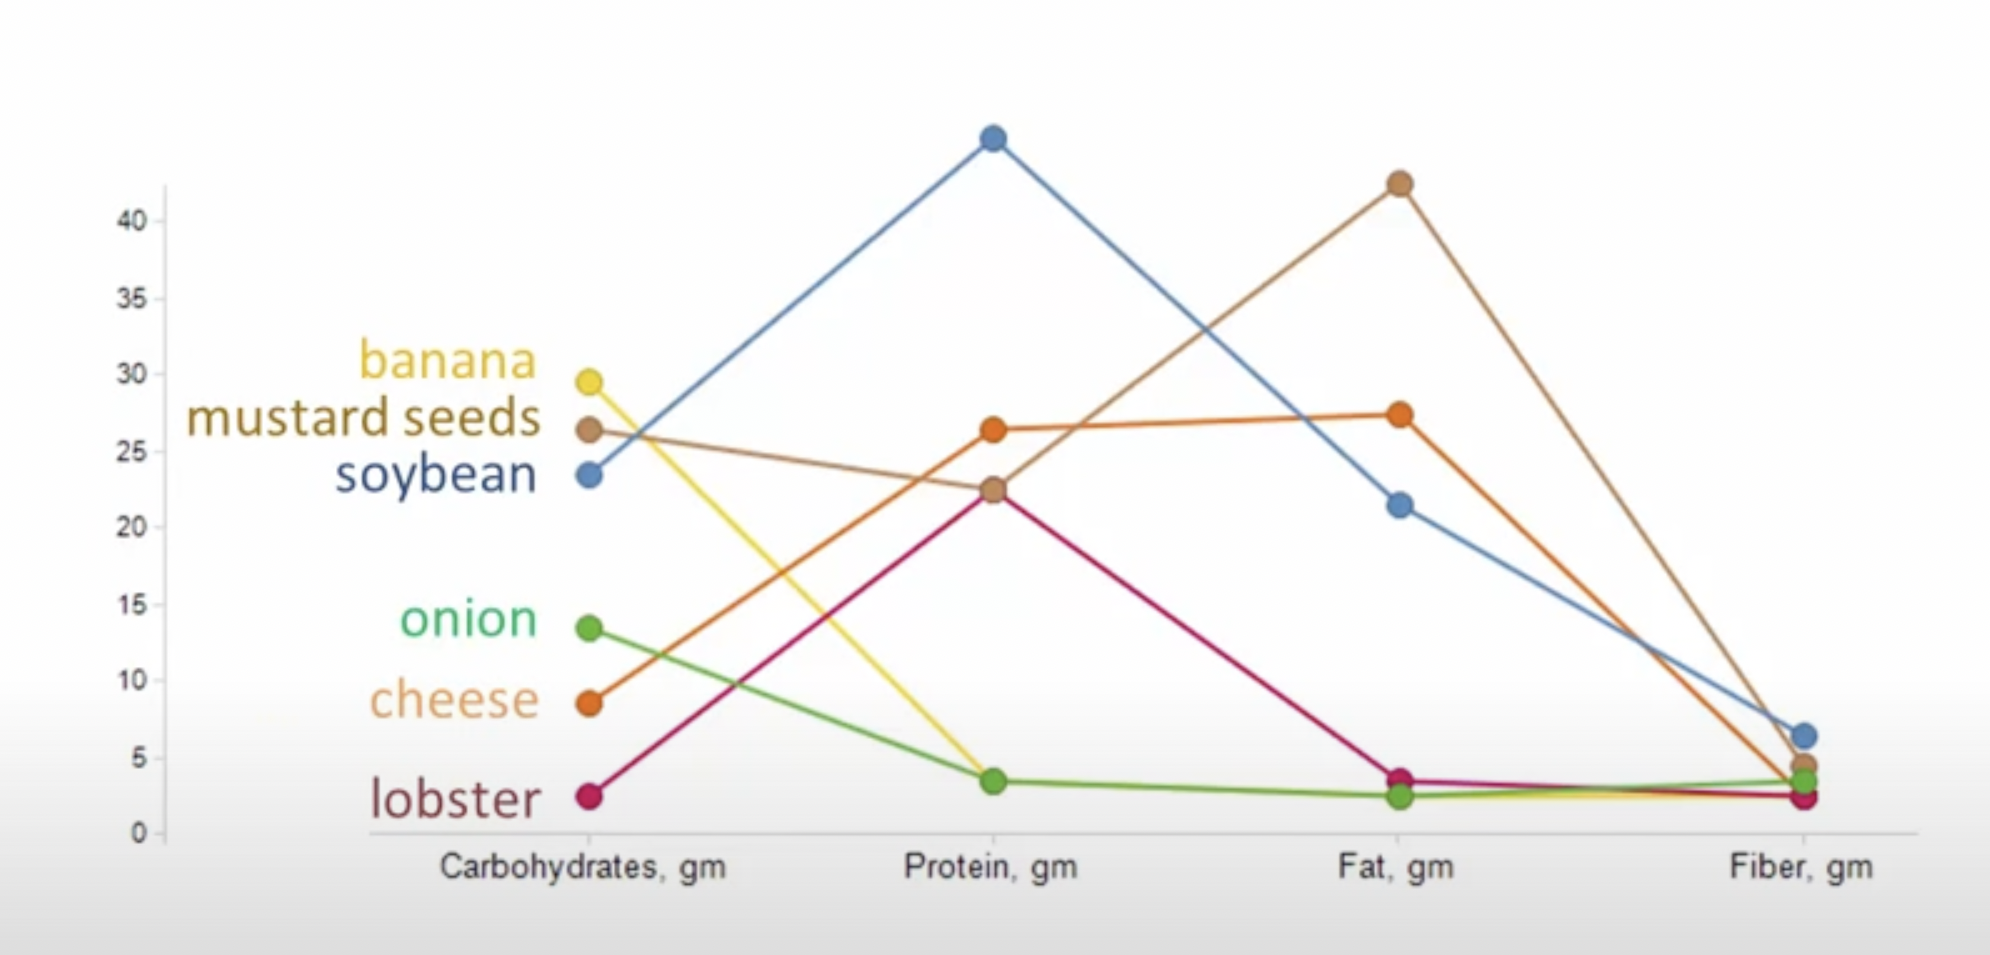 40
35
30
25
20
15
10
5
0
banana
mustard seeds
soybean
onion
cheese
lobster
Carbohydrates, gm
Protein, gm
Fat, gm
Fiber, gm